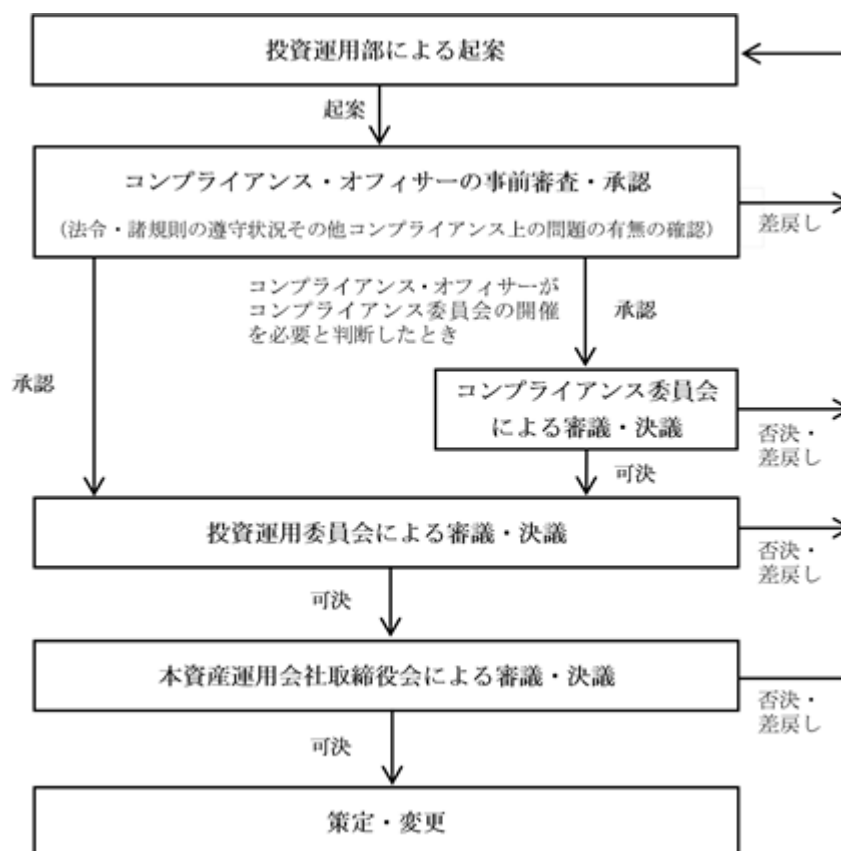 投資運用部による起案
起案
コンプライアンス・オフィサーの事前審査・承認
(法令・諸規則の遵守状況その他コンプライアンス上の問題の有無の確認)
差戻し
コンプライアンス・オフィサーが
コンプライアンス委員会の開催
を必要と判断したとき
承認
承認
コンプライアンス委員会
による審議・決議
否決・
差戻し
可決
投資運用委員会による審議・決議
否決・
差戻し
可決
本資産運用会社取締役会による審議・決議
否決・
差戻し
可決
策定・変更